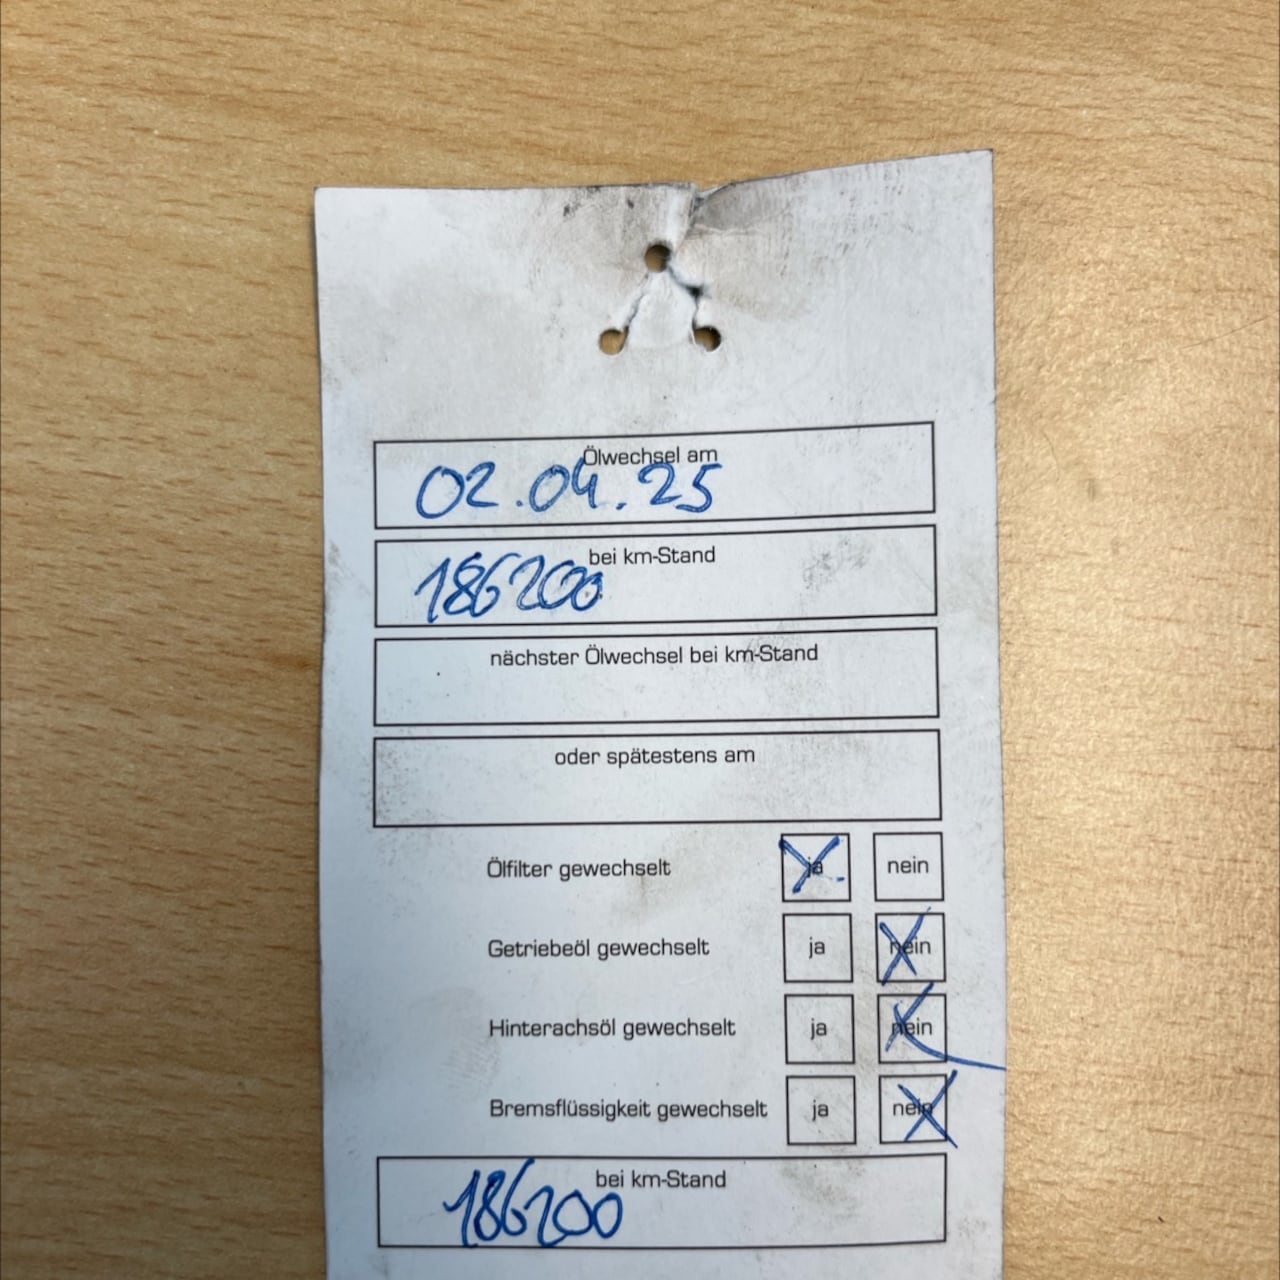 Ölwechsel am
02.04.25
bei km-Stand
186200
nächster Ölwechsel bei km-Stand
oder spätestens am
Ölfilter gewechselt ja nein
Getriebeöl gewechselt ja nein
Hinterachsöl gewechselt ja nein
Bremsflüssigkeit gewechselt ja nein
bei km-Stand
186200